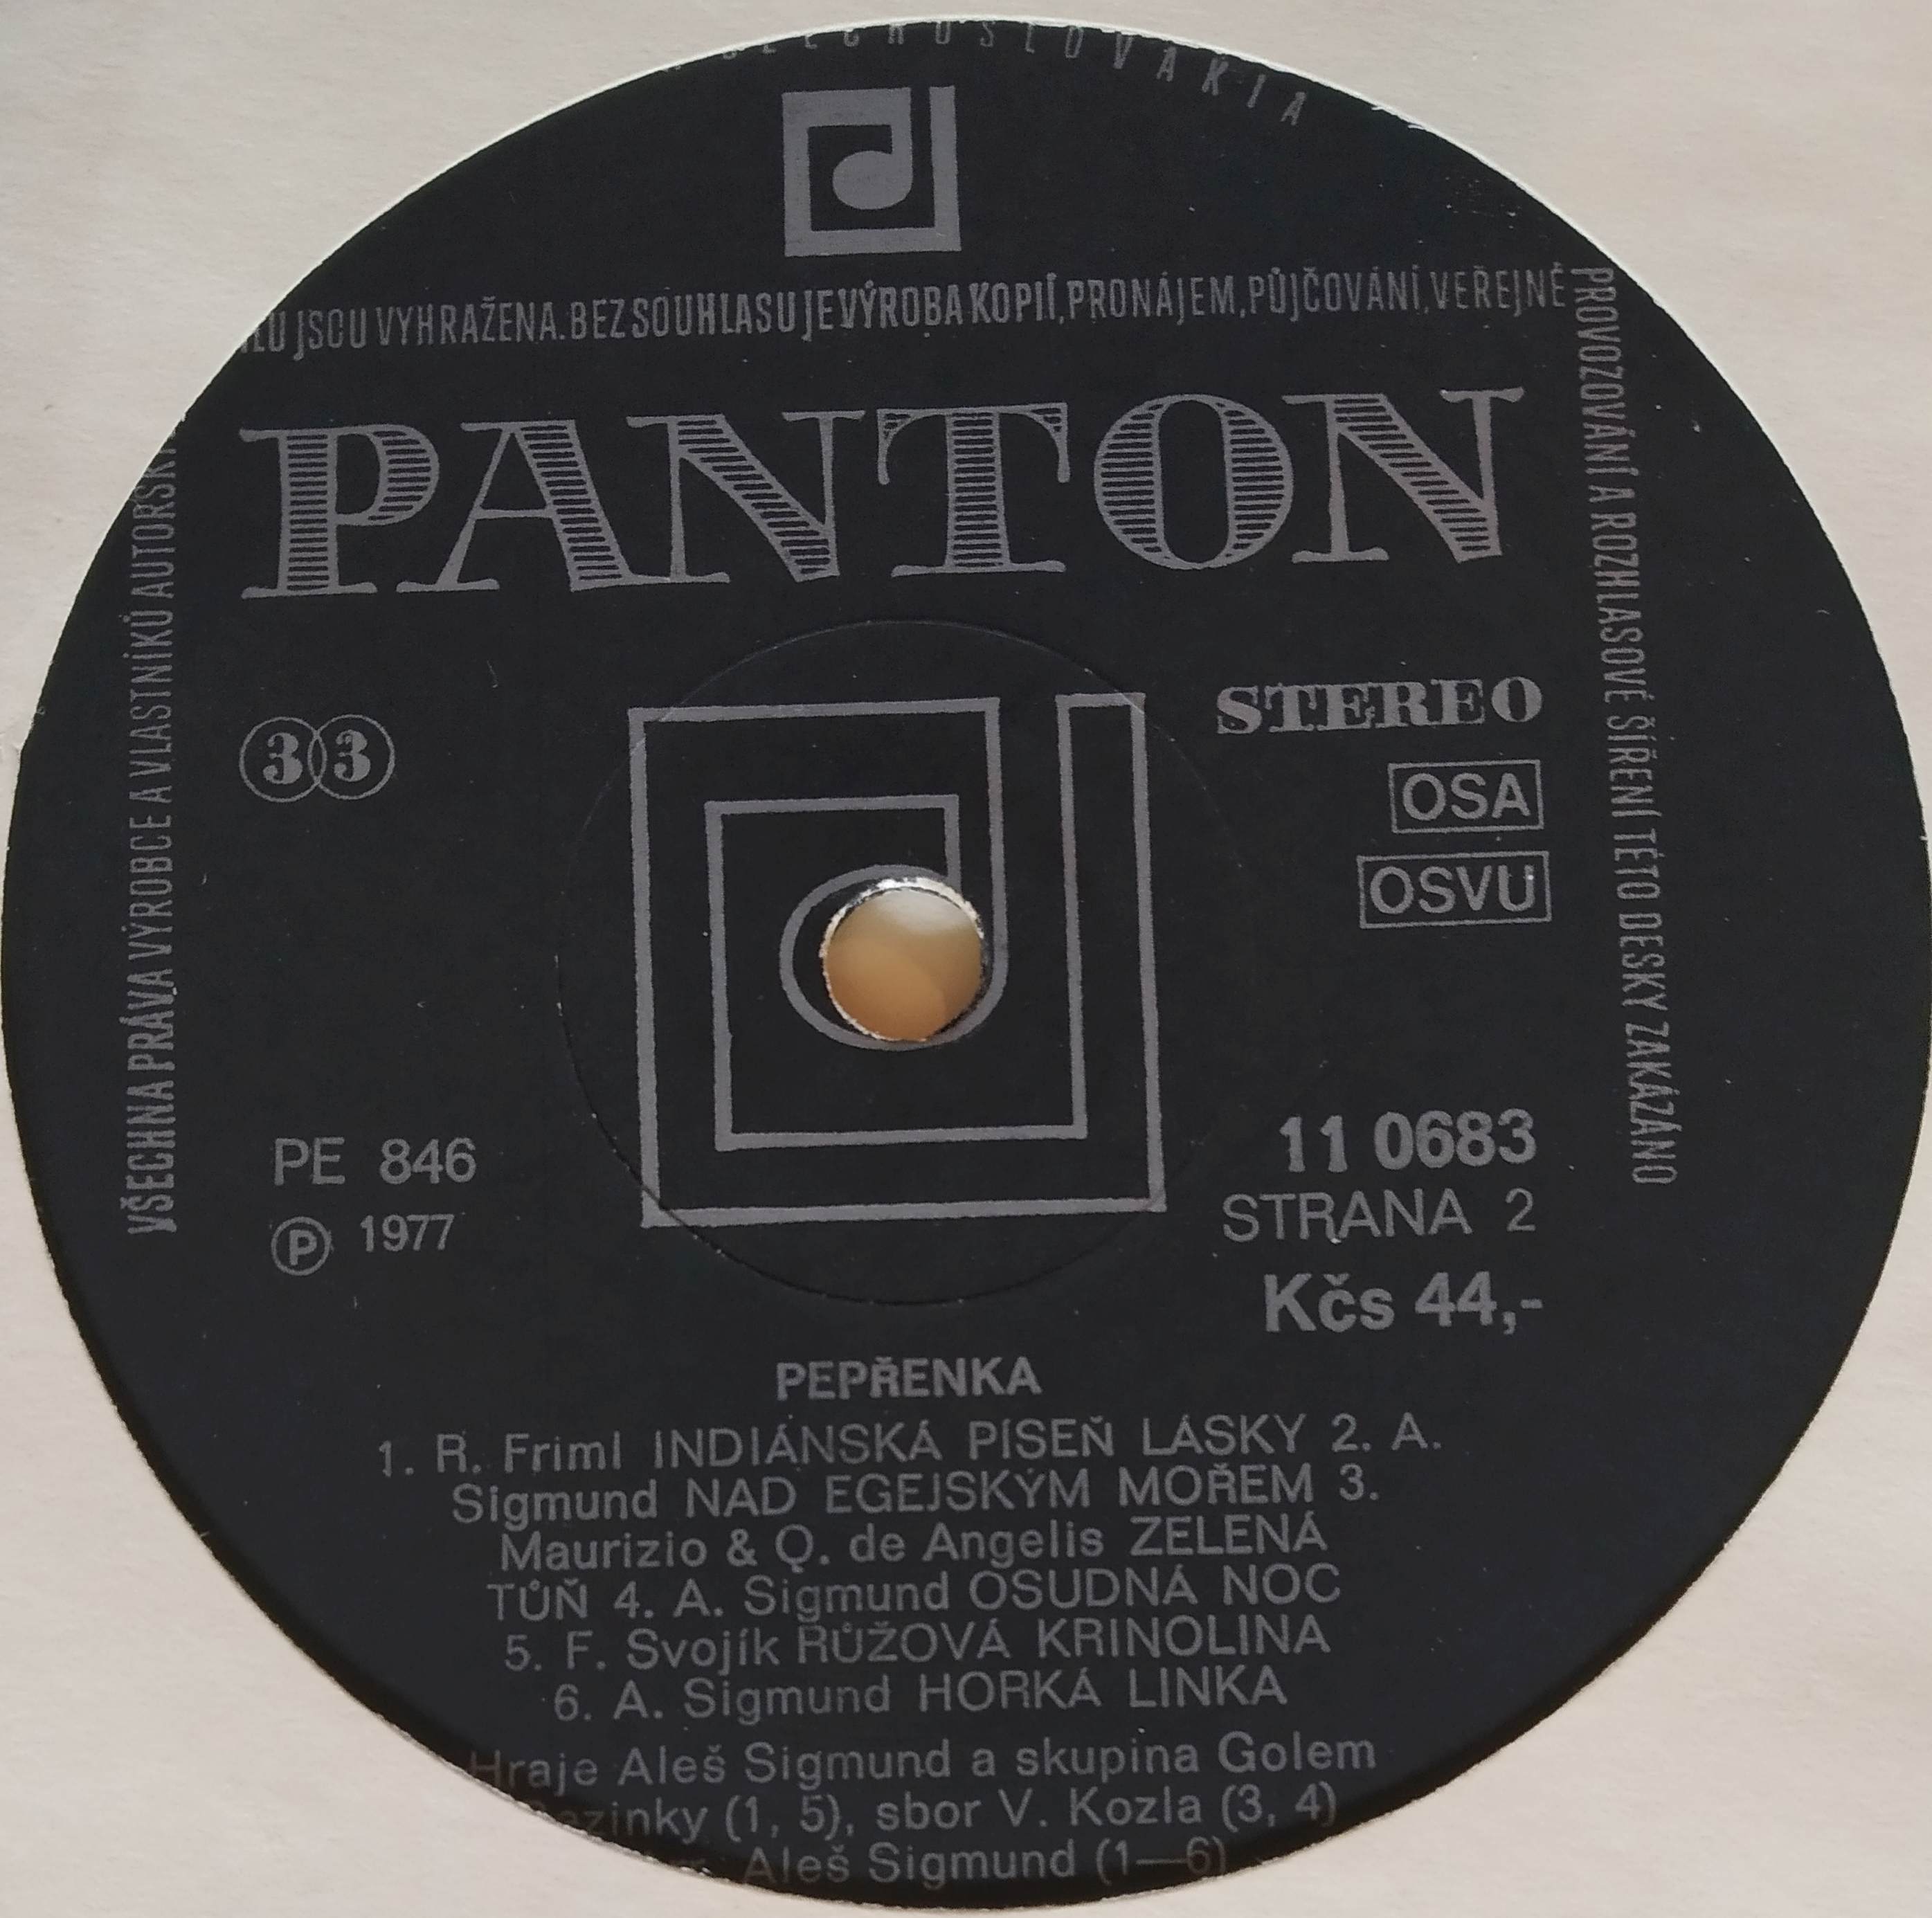 CZECHOSLOVAKIA
VŠECHNA PRÁVA VÝROBCE A VLASTNÍKŮ AUTORSKÝ
JSOU VYHRAŽENA. BEZ SOUHLASU JE VÝROBA KOPIÍ, PRONÁJEM, PŮJČOVÁNÍ, VEŘEJNÉ
PROVOZOVÁNÍ A ROZHLASOVÉ ŠÍŘENÍ TÉTO DESKY ZAKÁZÁNO
PANTON
33
STEREO
OSA
OSVU
PE 846
Ⓟ 1977
11 0683
STRANA 2
Kčs 44,-
PEPŘENKA
1. R. Friml INDIÁNSKÁ PÍSEŇ LÁSKY 2. A.
Sigmund NAD EGEJSKÝM MOŘEM 3.
Maurizio & Q. de Angelis ZELENÁ
TŮŇ 4. A. Sigmund OSUDNÁ NOC
5. F. Svojík RŮŽOVÁ KRINOLINA
6. A. Sigmund HORKÁ LINKA
Hraje Aleš Sigmund a skupina Golem
(1, 5), sbor V. Kozla (3, 4)
Aleš Sigmund (1—6)